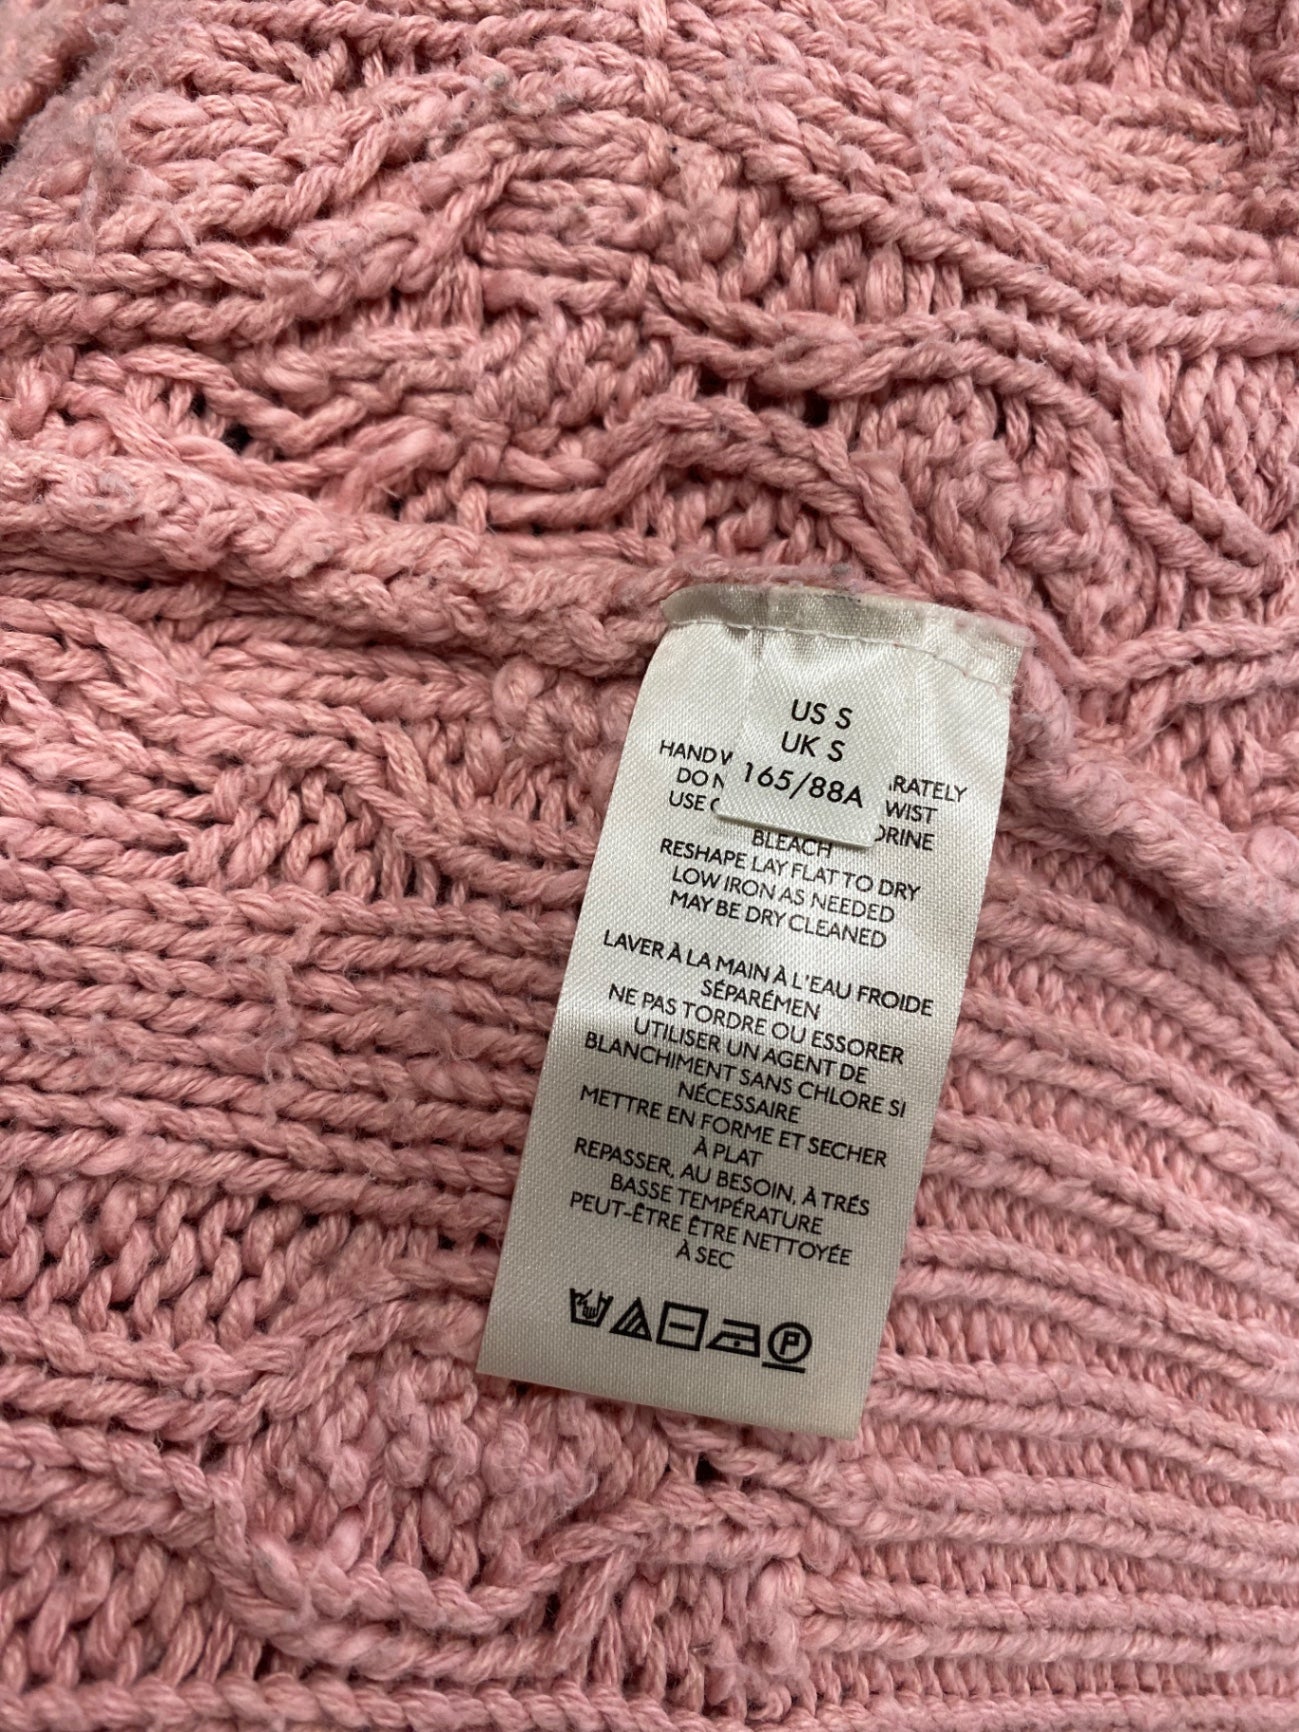 US S
UK S
165/88A
HAND
RATELY
DO
WIST
USE
BLEACH
RESHAPE LAY FLAT TO DRY
LOW IRON AS NEEDED
MAY BE DRY CLEANED
LAVER À LA MAIN À L'EAU FROIDE
SÉPARÉMEN
NE PAS TORDRE OU ESSORER
UTILISER UN AGENT DE
BLANCHIMENT SANS CHLORE SI
NÉCESSAIRE
METTRE EN FORME ET SECHER
À PLAT
REPASSER, AU BESOIN, À TRÉS
BASSE TEMPÉRATURE
PEUT-ÊTRE ÊTRE NETTOYÉE
À SEC
P